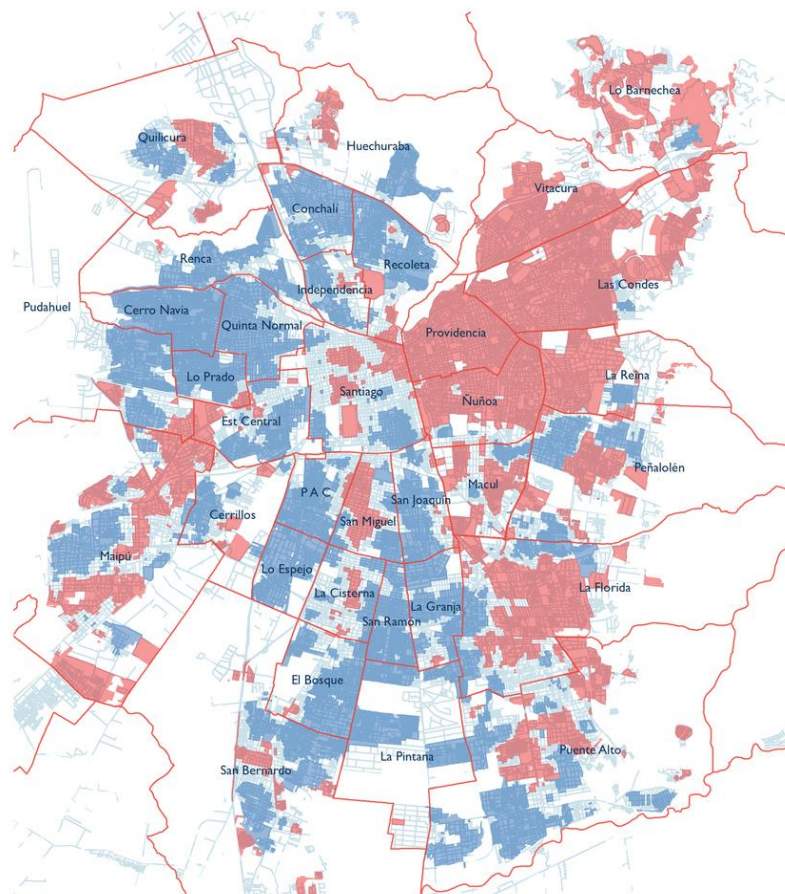 Lo Barnechea
Quilicura
Huechuraba
Vitacura
Conchalí
Renca
Recoleta
Las Condes
Independencia
Pudahuel
Cerro Navia
Quinta Normal
Providencia
Lo Prado
La Reina
Santiago
Ñuñoa
Est Central
Peñalolén
Macul
P A C
San Joaquín
Cerrillos
San Miguel
Maipú
Lo Espejo
La Florida
La Cisterna
La Granja
San Ramón
El Bosque
Puente Alto
La Pintana
San Bernardo